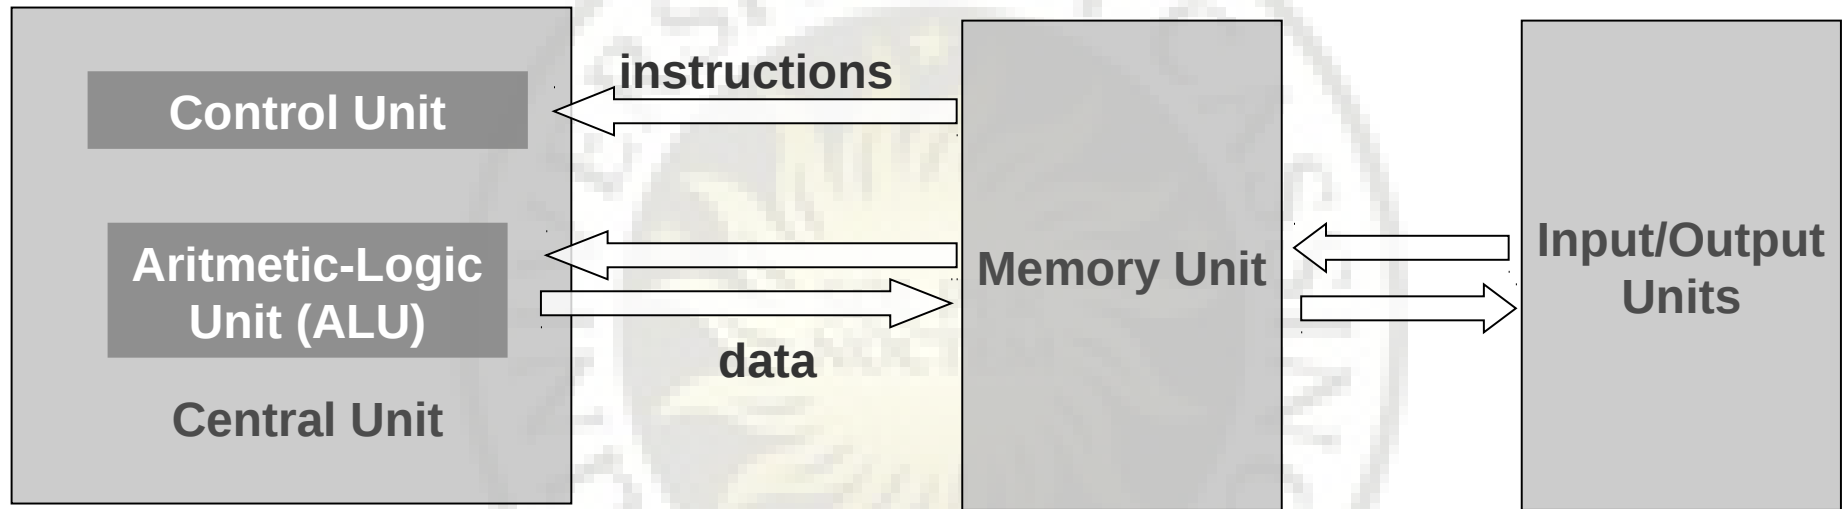 instructions
Control Unit
Aritmetic-Logic
Unit (ALU)
data
Central Unit
Memory Unit
Input/Output
Units